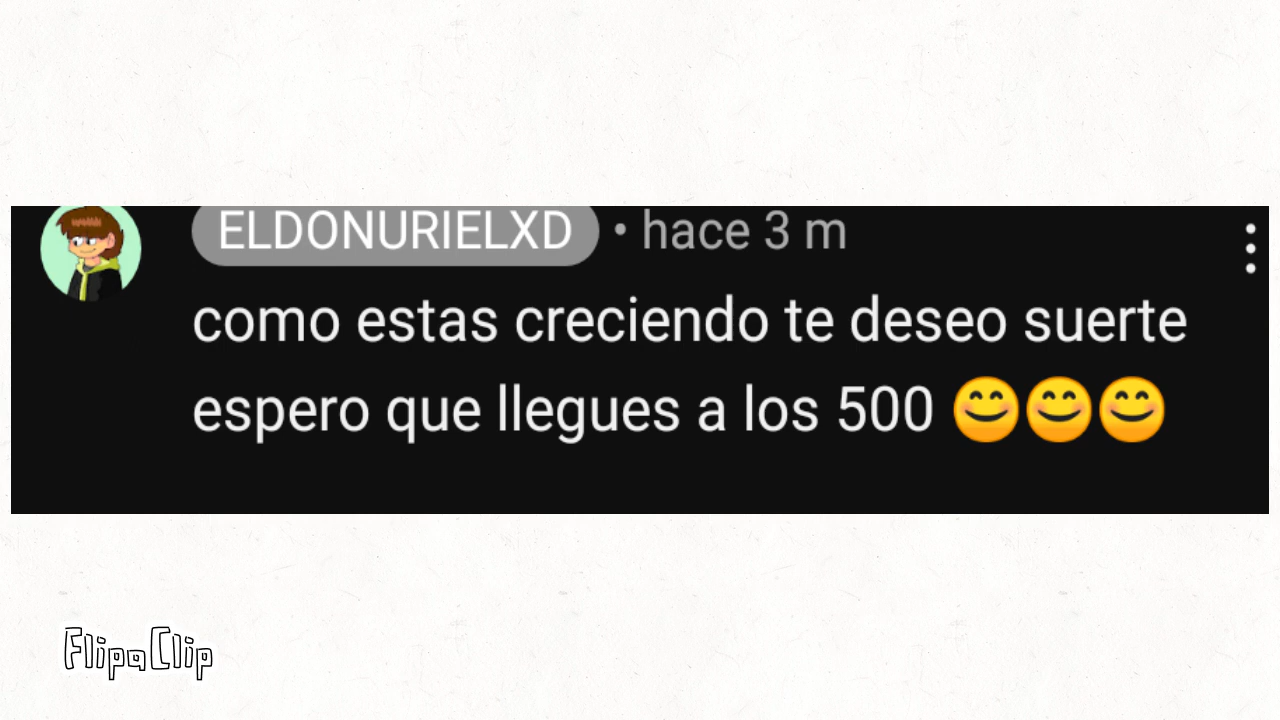 ELDONURIELXD • hace 3 m
como estas creciendo te deseo suerte
espero que llegues a los 500 😊😊😊
FlipaClip